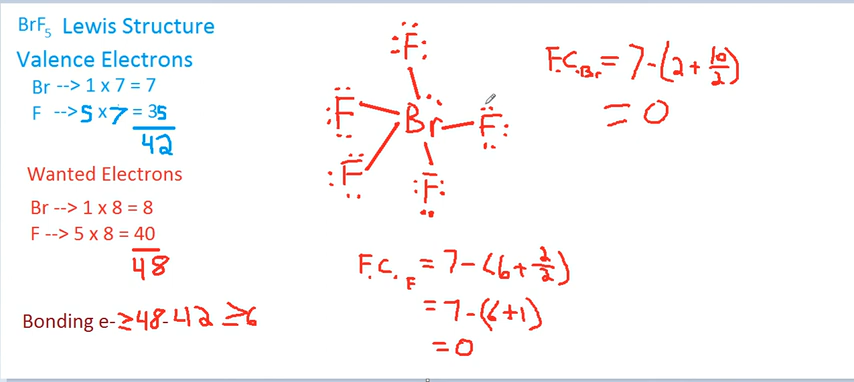 BrF₅ Lewis Structure
Valence Electrons
Br --> 1 x 7 = 7
F --> 5 x 7 = 35
42
Wanted Electrons
Br --> 1 x 8 = 8
F --> 5 x 8 = 40
48
Bonding e- ≥ 48 - 42 ≥ 6
F
F
Br
F
F
F
F.C.Br = 7 - (2 + 10/2)
= 0
F.C.F = 7 - (6 + 2/2)
= 7 - (6 + 1)
= 0